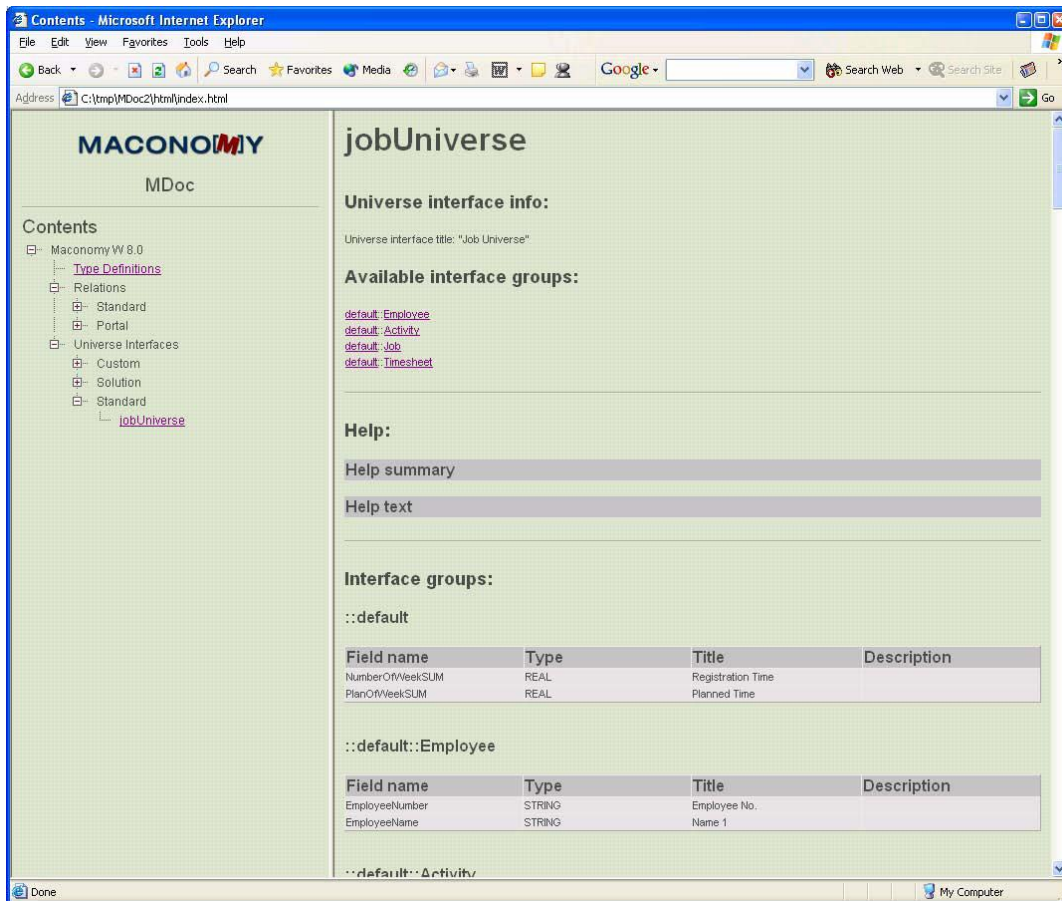 Contents - Microsoft Internet Explorer
File Edit View Favorites Tools Help
Back Search Favorites Media Google Search Web Search Site
Address C:\tmp\MDoc2\html\index.html Go
MACONO[M]Y
MDoc
Contents
Maconomy W 8.0
Type Definitions
Relations
Standard
Portal
Universe Interfaces
Custom
Solution
Standard
jobUniverse
jobUniverse
Universe interface info:
Universe interface title: "Job Universe"
Available interface groups:
default::Employee
default::Activity
default::Job
default::Timesheet
Help:
Help summary
Help text
Interface groups:
::default
Field name Type Title Description
NumberOfWeekSUM REAL Registration Time
PlanOfWeekSUM REAL Planned Time
::default::Employee
Field name Type Title Description
EmployeeNumber STRING Employee No.
EmployeeName STRING Name 1
::default::Activity
Done My Computer